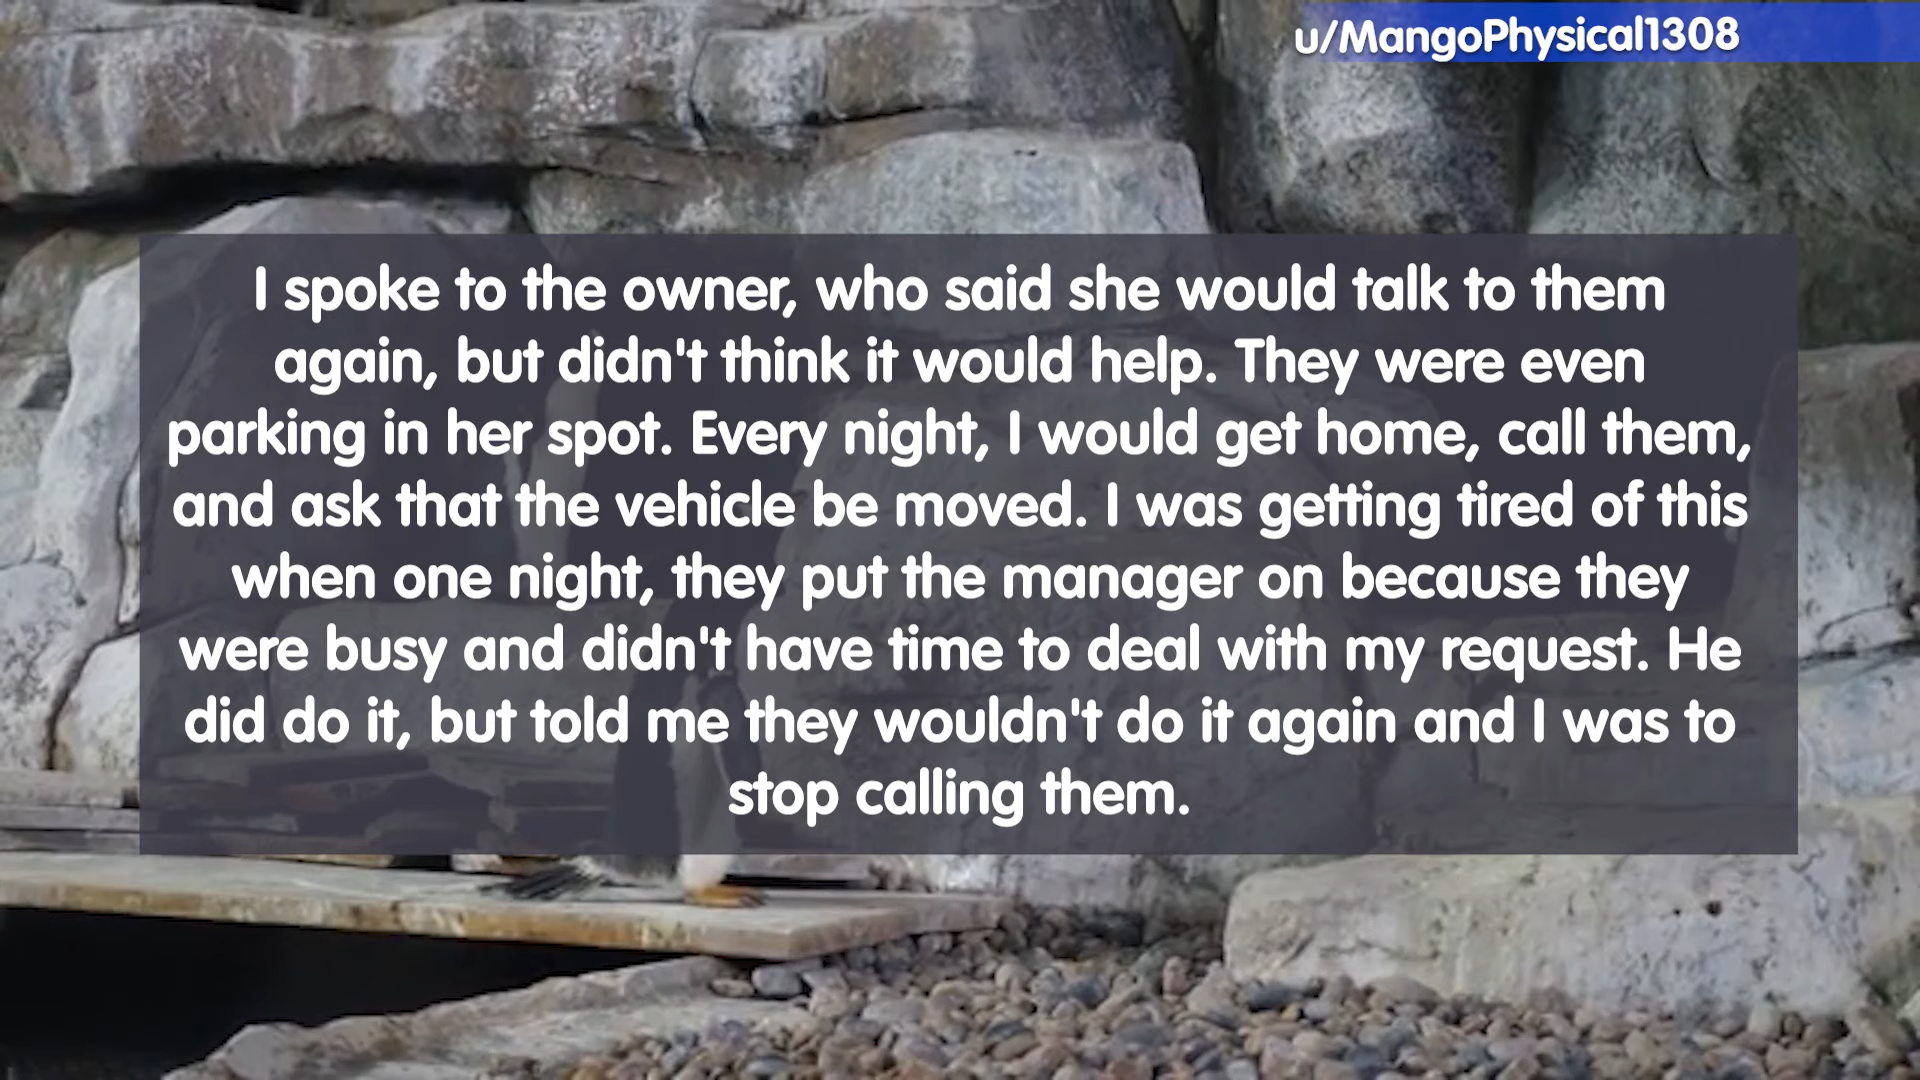 u/MangoPhysical1308
I spoke to the owner, who said she would talk to them
again, but didn't think it would help. They were even
parking in her spot. Every night, I would get home, call them,
and ask that the vehicle be moved. I was getting tired of this
when one night, they put the manager on because they
were busy and didn't have time to deal with my request. He
did do it, but told me they wouldn't do it again and I was to
stop calling them.